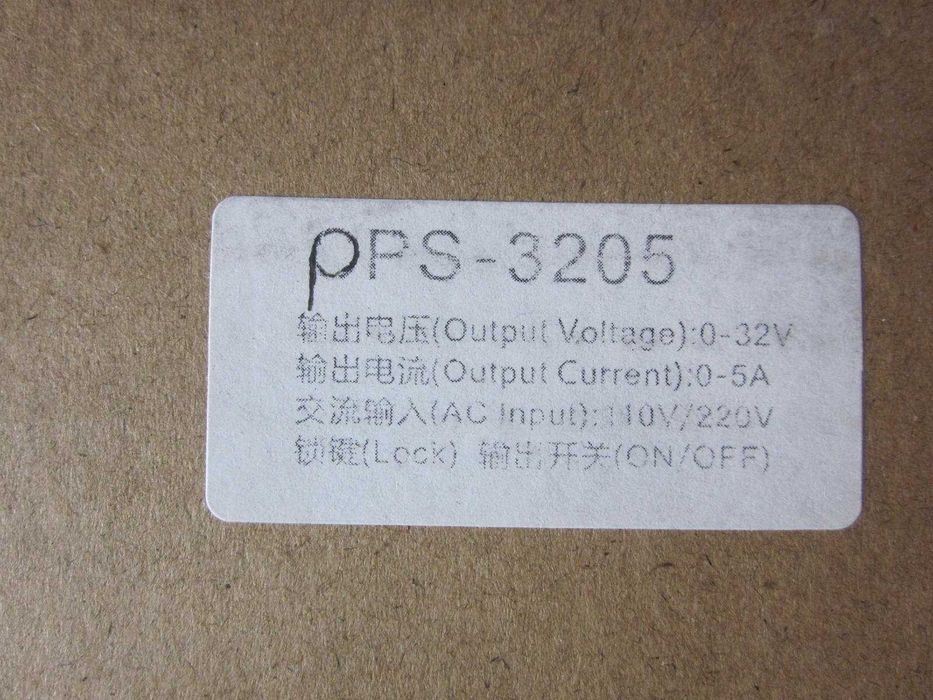 PPS-3205
输出电压(Output Voltage):0-32V
输出电流(Output Current):0-5A
交流输入(AC Input):110V/220V
锁键(Lock) 输出开关(ON/OFF)